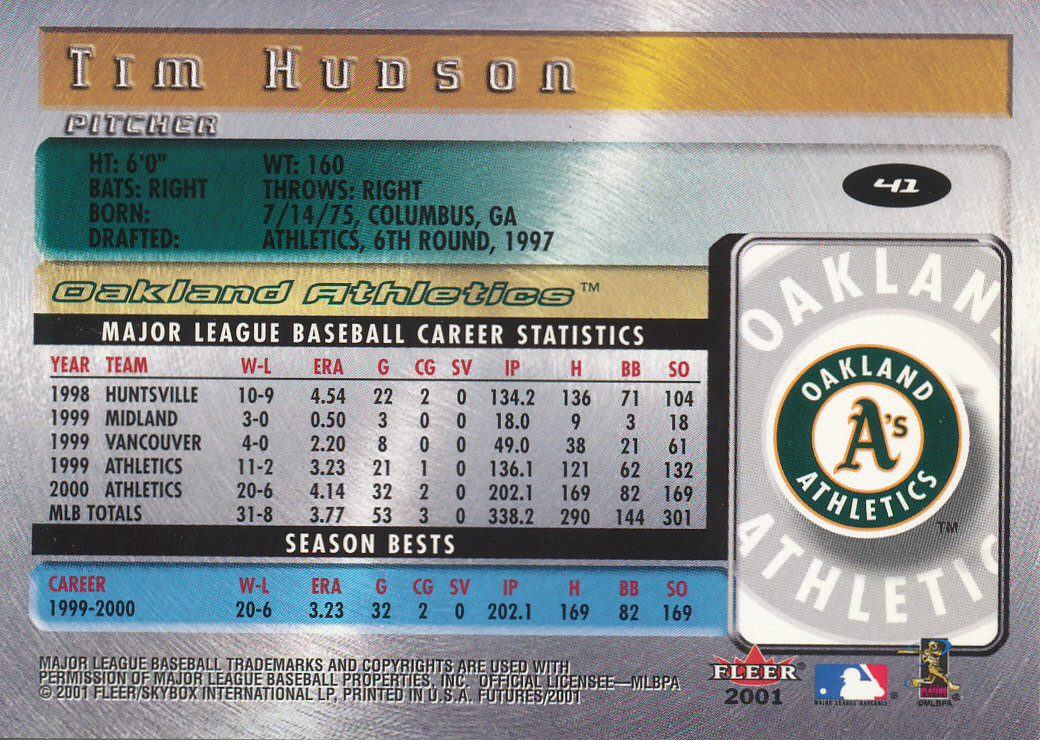 Tim Hudson
PITCHER
HT: 6'0" WT: 160
BATS: RIGHT THROWS: RIGHT
BORN: 7/14/75, COLUMBUS, GA
DRAFTED: ATHLETICS, 6TH ROUND, 1997
41
Oakland Athletics™
MAJOR LEAGUE BASEBALL CAREER STATISTICS
YEAR TEAM W-L ERA G CG SV IP H BB SO
1998 HUNTSVILLE 10-9 4.54 22 2 0 134.2 136 71 104
1999 MIDLAND 3-0 0.50 3 0 0 18.0 9 3 18
1999 VANCOUVER 4-0 2.20 8 0 0 49.0 38 21 61
1999 ATHLETICS 11-2 3.23 21 1 0 136.1 121 62 132
2000 ATHLETICS 20-6 4.14 32 2 0 202.1 169 82 169
MLB TOTALS 31-8 3.77 53 3 0 338.2 290 144 301
SEASON BESTS
CAREER W-L ERA G CG SV IP H BB SO
1999-2000 20-6 3.23 32 2 0 202.1 169 82 169
OAKLAN
OAKLAND
A's
ATHLETICS
TM
ATHLETIC
MAJOR LEAGUE BASEBALL TRADEMARKS AND COPYRIGHTS ARE USED WITH
PERMISSION OF MAJOR LEAGUE BASEBALL PROPERTIES, INC. OFFICIAL LICENSEE—MLBPA
© 2001 FLEER/SKYBOX INTERNATIONAL LP, PRINTED IN U.S.A. FUTURES/2001
FLEER®
2001
MAJOR LEAGUE BASEBALL
®
PLAYERS
©MLBPA